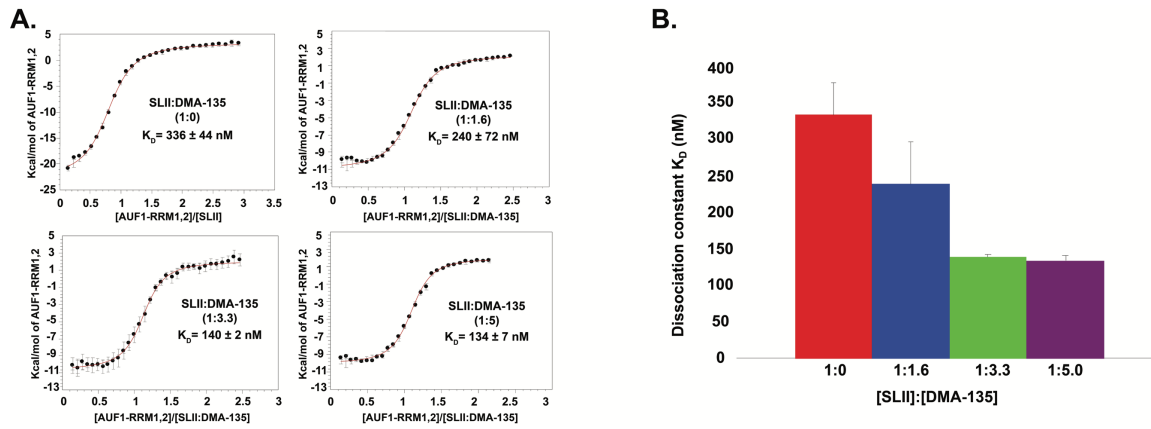 A.
5
0
-5
-10
-15
-20
-25
Kcal/mol of AUF1-RRM1,2
SLII:DMA-135
(1:0)
KD= 336 ± 44 nM
0 0.5 1 1.5 2 2.5 3 3.5
[AUF1-RRM1,2]/[SLII]
5
3
1
-1
-3
-5
-7
-9
-11
-13
Kcal/mol of AUF1-RRM1,2
SLII:DMA-135
(1:1.6)
KD= 240 ± 72 nM
0 0.5 1 1.5 2 2.5 3
[AUF1-RRM1,2]/[SLII:DMA-135]
5
3
1
-1
-3
-5
-7
-9
-11
-13
Kcal/mol of AUF1-RRM1,2
SLII:DMA-135
(1:3.3)
KD= 140 ± 2 nM
0 0.5 1 1.5 2 2.5 3
[AUF1-RRM1,2]/[SLII:DMA-135]
5
3
1
-1
-3
-5
-7
-9
-11
-13
Kcal/mol of AUF1-RRM1,2
SLII:DMA-135
(1:5)
KD= 134 ± 7 nM
0 0.5 1 1.5 2 2.5 3
[AUF1-RRM1,2]/[SLII:DMA-135]
B.
400
350
300
250
200
150
100
50
0
Dissociation constant KD (nM)
1:0 1:1.6 1:3.3 1:5.0
[SLII]:[DMA-135]